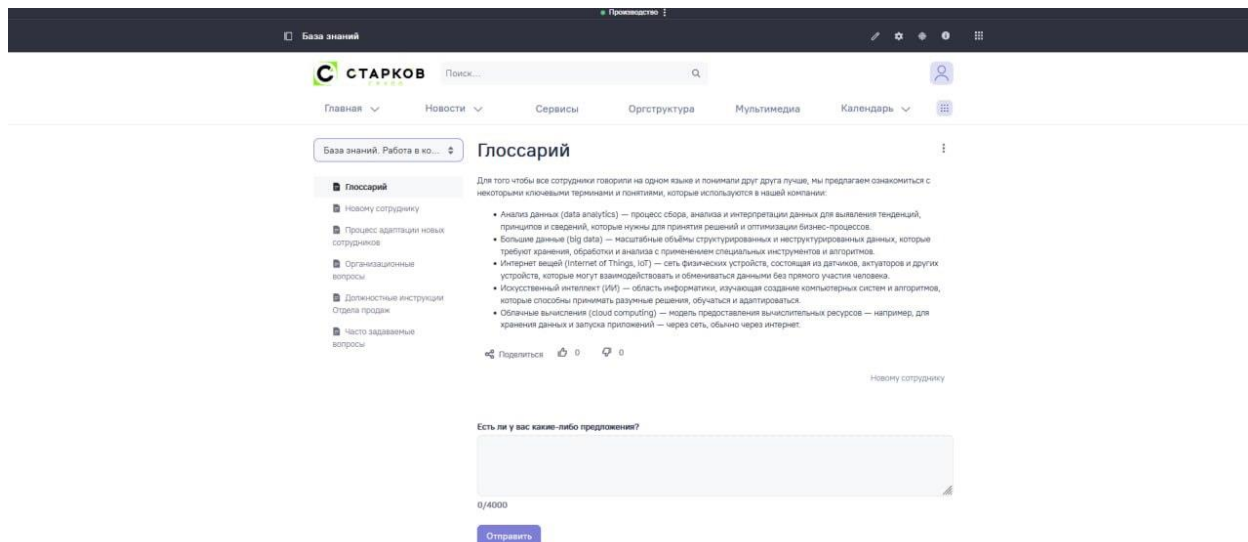 Производство
База знаний
СТАРКОВ
Поиск...
Главная
Новости
Сервисы
Оргструктура
Мультимедиа
Календарь
База знаний. Работа в ко...
Глоссарий
Новому сотруднику
Процесс адаптации новых
сотрудников
Организационные
вопросы
Должностные инструкции
Отдела продаж
Часто задаваемые
вопросы
Глоссарий
Для того чтобы все сотрудники говорили на одном языке и понимали друг друга лучше, мы предлагаем ознакомиться с
некоторыми ключевыми терминами и понятиями, которые используются в нашей компании:
• Анализ данных (data analytics) — процесс сбора, анализа и интерпретации данных для выявления тенденций,
принципов и сведений, которые нужны для принятия решений и оптимизации бизнес-процессов.
• Большие данные (big data) — масштабные объёмы структурированных и неструктурированных данных, которые
требуют хранения, обработки и анализа с применением специальных инструментов и алгоритмов.
• Интернет вещей (Internet of Things, IoT) — сеть физических устройств, состоящая из датчиков, актуаторов и других
устройств, которые могут взаимодействовать и обмениваться данными без прямого участия человека.
• Искусственный интеллект (ИИ) — область информатики, изучающая создание компьютерных систем и алгоритмов,
которые способны принимать разумные решения, обучаться и адаптироваться.
• Облачные вычисления (cloud computing) — модель предоставления вычислительных ресурсов — например, для
хранения данных и запуска приложений — через сеть, обычно через интернет.
Поделиться 0 0
Новому сотруднику
Есть ли у вас какие-либо предложения?
0/4000
Отправить